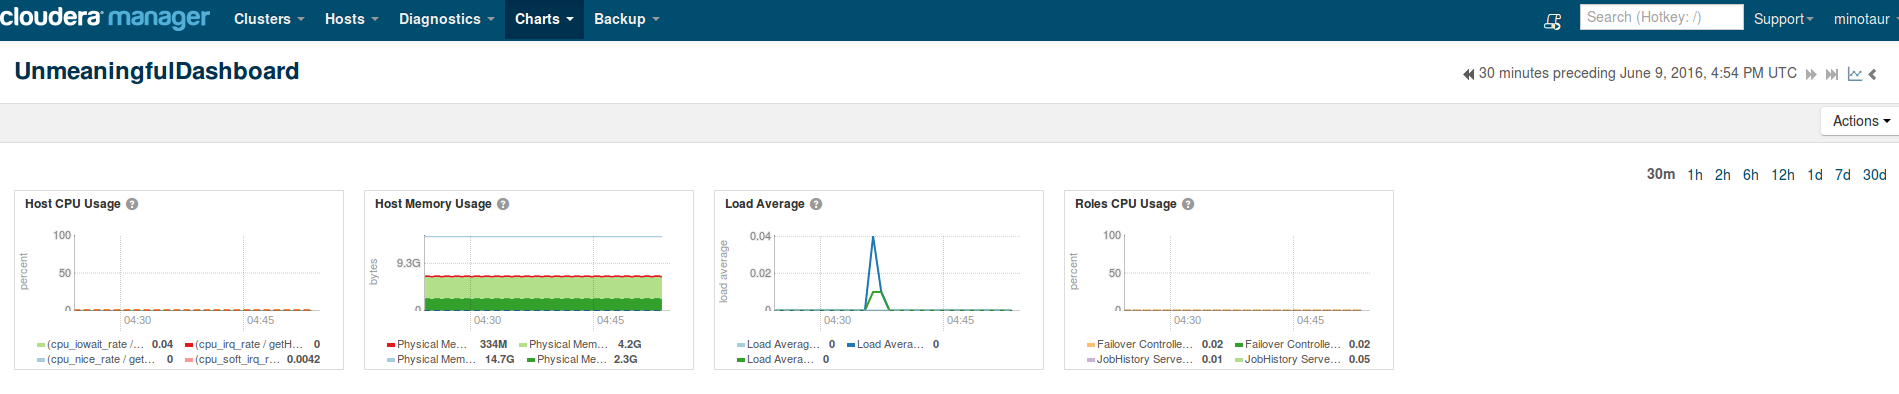 cloudera manager Clusters Hosts Diagnostics Charts Backup Search (Hotkey: /) Support minotaur
UnmeaningfulDashboard 30 minutes preceding June 9, 2016, 4:54 PM UTC
Actions
30m 1h 2h 6h 12h 1d 7d 30d
Host CPU Usage ?
percent
100
50
0
04:30 04:45
(cpu_iowait_rate /... 0.04 (cpu_irq_rate / getH... 0
(cpu_nice_rate / get... 0 (cpu_soft_irq_r... 0.0042
Host Memory Usage ?
bytes
9.3G
0
04:30 04:45
Physical Me... 334M Physical Mem... 4.2G
Physical Mem... 14.7G Physical Me... 2.3G
Load Average ?
load average
0.04
0.02
0
04:30 04:45
Load Averag... 0 Load Avera... 0
Load Avera... 0
Roles CPU Usage ?
percent
100
50
0
04:30 04:45
Failover Controlle... 0.02 Failover Controlle... 0.02
JobHistory Serve... 0.01 JobHistory Serve... 0.05